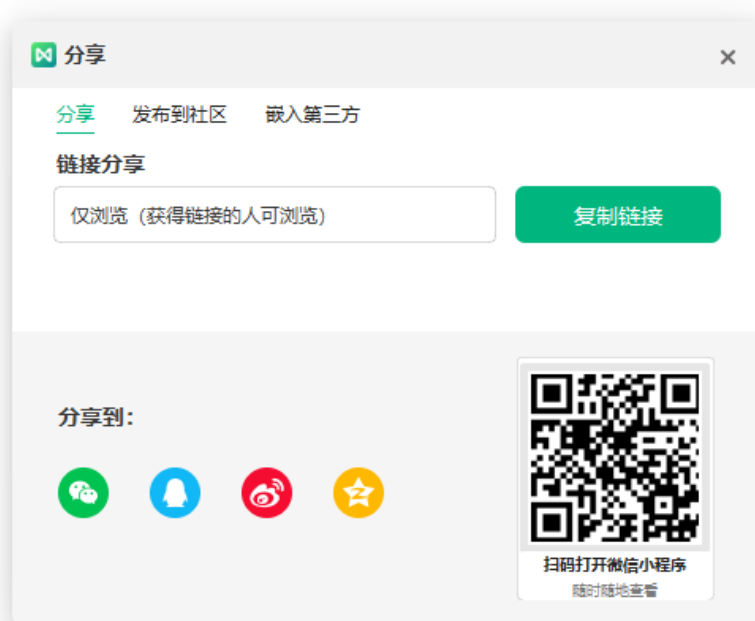 分享
分享 发布到社区 嵌入第三方
链接分享
仅浏览（获得链接的人可浏览） 复制链接
分享到：
扫码打开微信小程序
随时随地查看